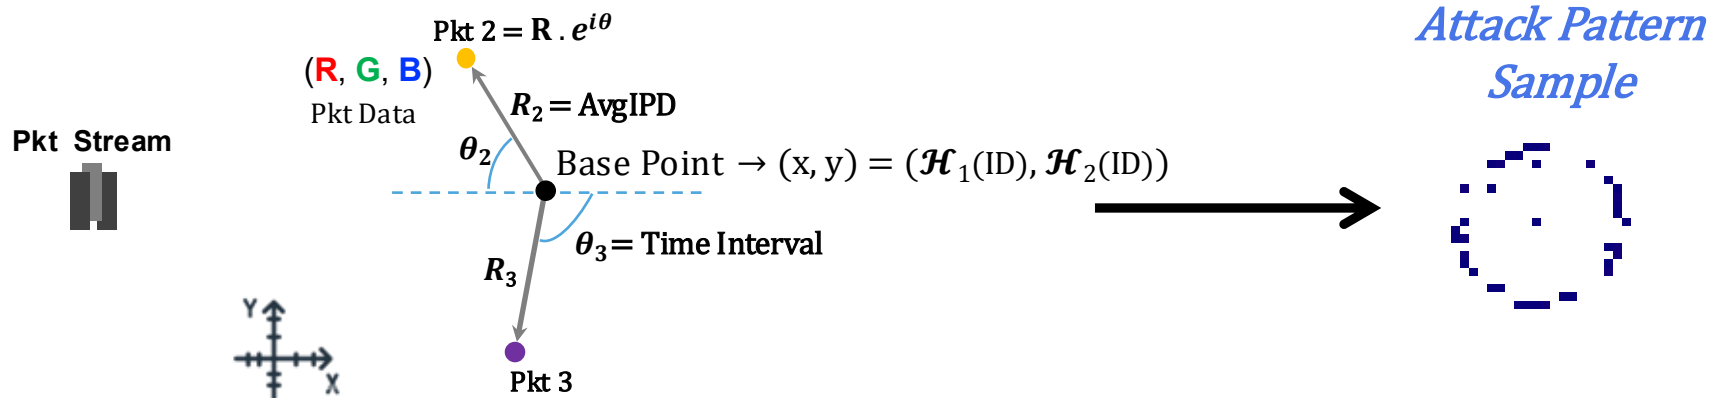 Attack Pattern
Sample
Pkt 2 = R . e^{iθ}
(R, G, B)
Pkt Data
R₂ = AvgIPD
Pkt Stream
θ₂
Base Point → (x, y) = (ℋ₁(ID), ℋ₂(ID))
θ₃ = Time Interval
R₃
Y
X
Pkt 3